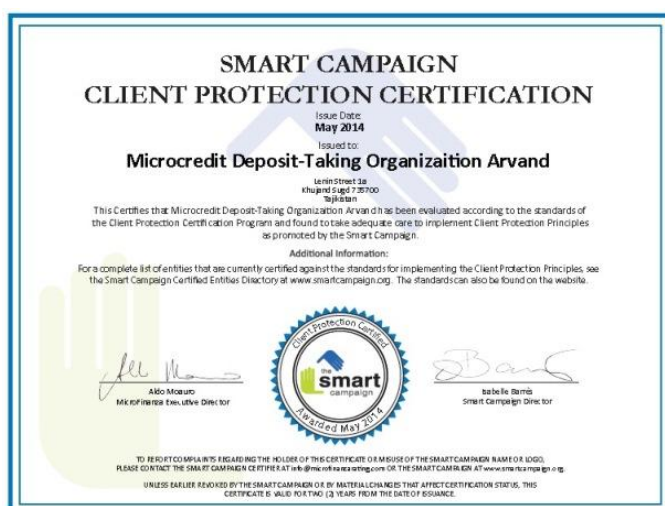 SMART CAMPAIGN
CLIENT PROTECTION CERTIFICATION
Issue Date:
May 2014
Issued to:
Microcredit Deposit-Taking Organizaition Arvand
Lenin Street 1a
Khujand Sugd 735700
Tajikistan
This Certifies that Microcredit Deposit-Taking Organizaition Arvand has been evaluated according to the standards of
the Client Protection Certification Program and found to take adequate care to implement Client Protection Principles
as promoted by the Smart Campaign.
Additional Information:
For a complete list of entities that are currently certified against the standards for implementing the Client Protection Principles, see
the Smart Campaign Certified Entities Directory at www.smartcampaign.org. The standards can also be found on the website.
Client Protection Certified
the
smart
campaign
Awarded May 2014
Aldo Moauro
MicroFinanza Executive Director
Isabelle Barrès
Smart Campaign Director
TO REPORT COMPLAINTS REGARDING THE HOLDER OF THIS CERTIFICATE OR MISUSE OF THE SMART CAMPAIGN NAME OR LOGO,
PLEASE CONTACT THE SMART CAMPAIGN CERTIFIER AT info@microfinanzarating.com OR THE SMART CAMPAIGN AT www.smartcampaign.org.
UNLESS EARLIER REVOKED BY THE SMART CAMPAIGN OR BY MATERIAL CHANGES THAT AFFECT CERTIFICATION STATUS, THIS
CERTIFICATE IS VALID FOR TWO (2) YEARS FROM THE DATE OF ISSUANCE.